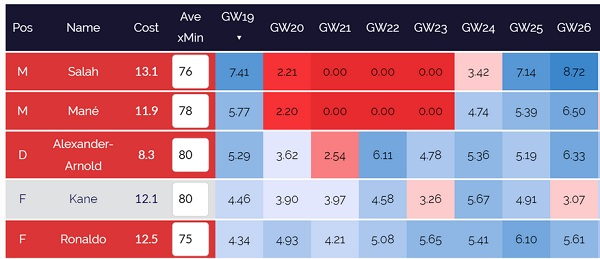 Pos Name Cost Ave xMin GW19 GW20 GW21 GW22 GW23 GW24 GW25 GW26
M Salah 13.1 76 7.41 2.21 0.00 0.00 0.00 3.42 7.14 8.72
M Mané 11.9 78 5.77 2.20 0.00 0.00 0.00 4.74 5.39 6.50
D Alexander-Arnold 8.3 80 5.29 3.62 2.54 6.11 4.78 5.36 5.19 6.33
F Kane 12.1 80 4.46 3.90 3.97 4.58 3.26 5.67 4.91 3.07
F Ronaldo 12.5 75 4.34 4.93 4.21 5.08 5.65 5.41 6.10 5.61